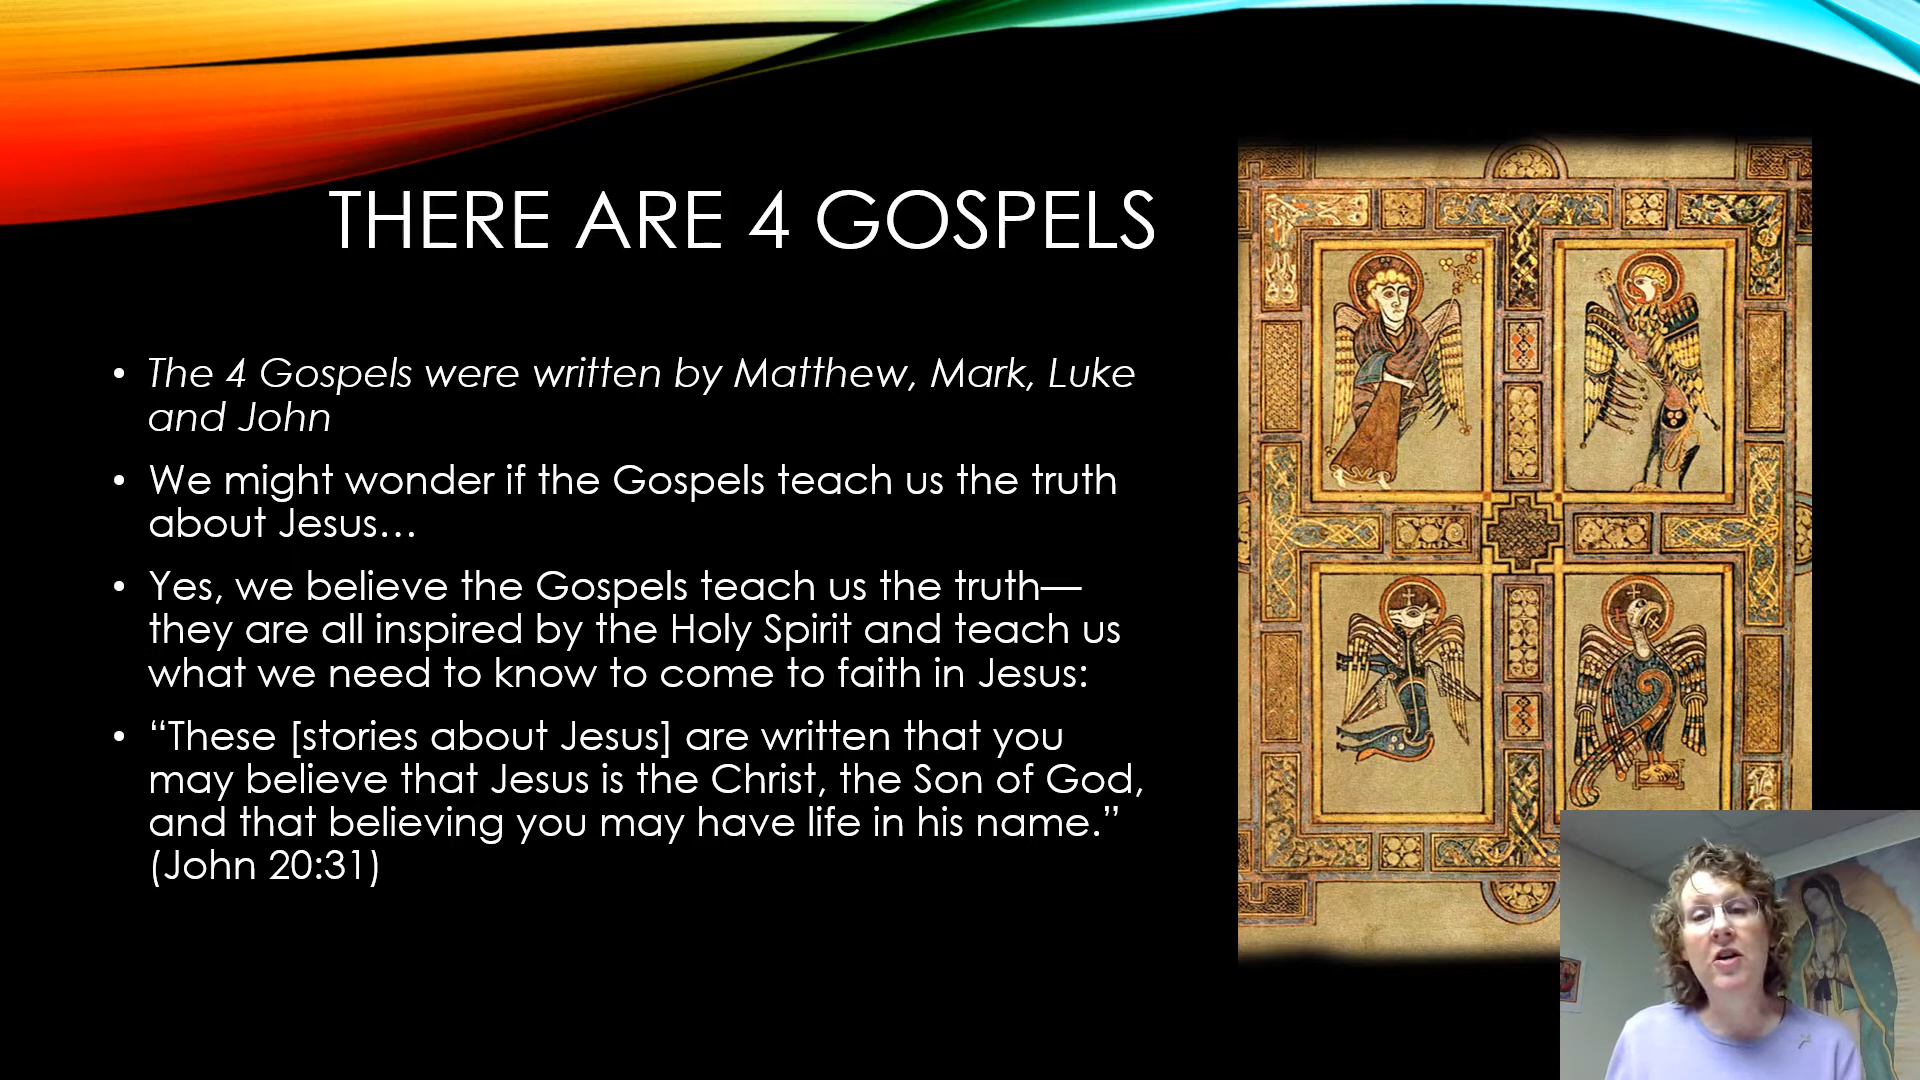 THERE ARE 4 GOSPELS
• The 4 Gospels were written by Matthew, Mark, Luke
and John
• We might wonder if the Gospels teach us the truth
about Jesus…
• Yes, we believe the Gospels teach us the truth—
they are all inspired by the Holy Spirit and teach us
what we need to know to come to faith in Jesus:
• “These [stories about Jesus] are written that you
may believe that Jesus is the Christ, the Son of God,
and that believing you may have life in his name.”
(John 20:31)